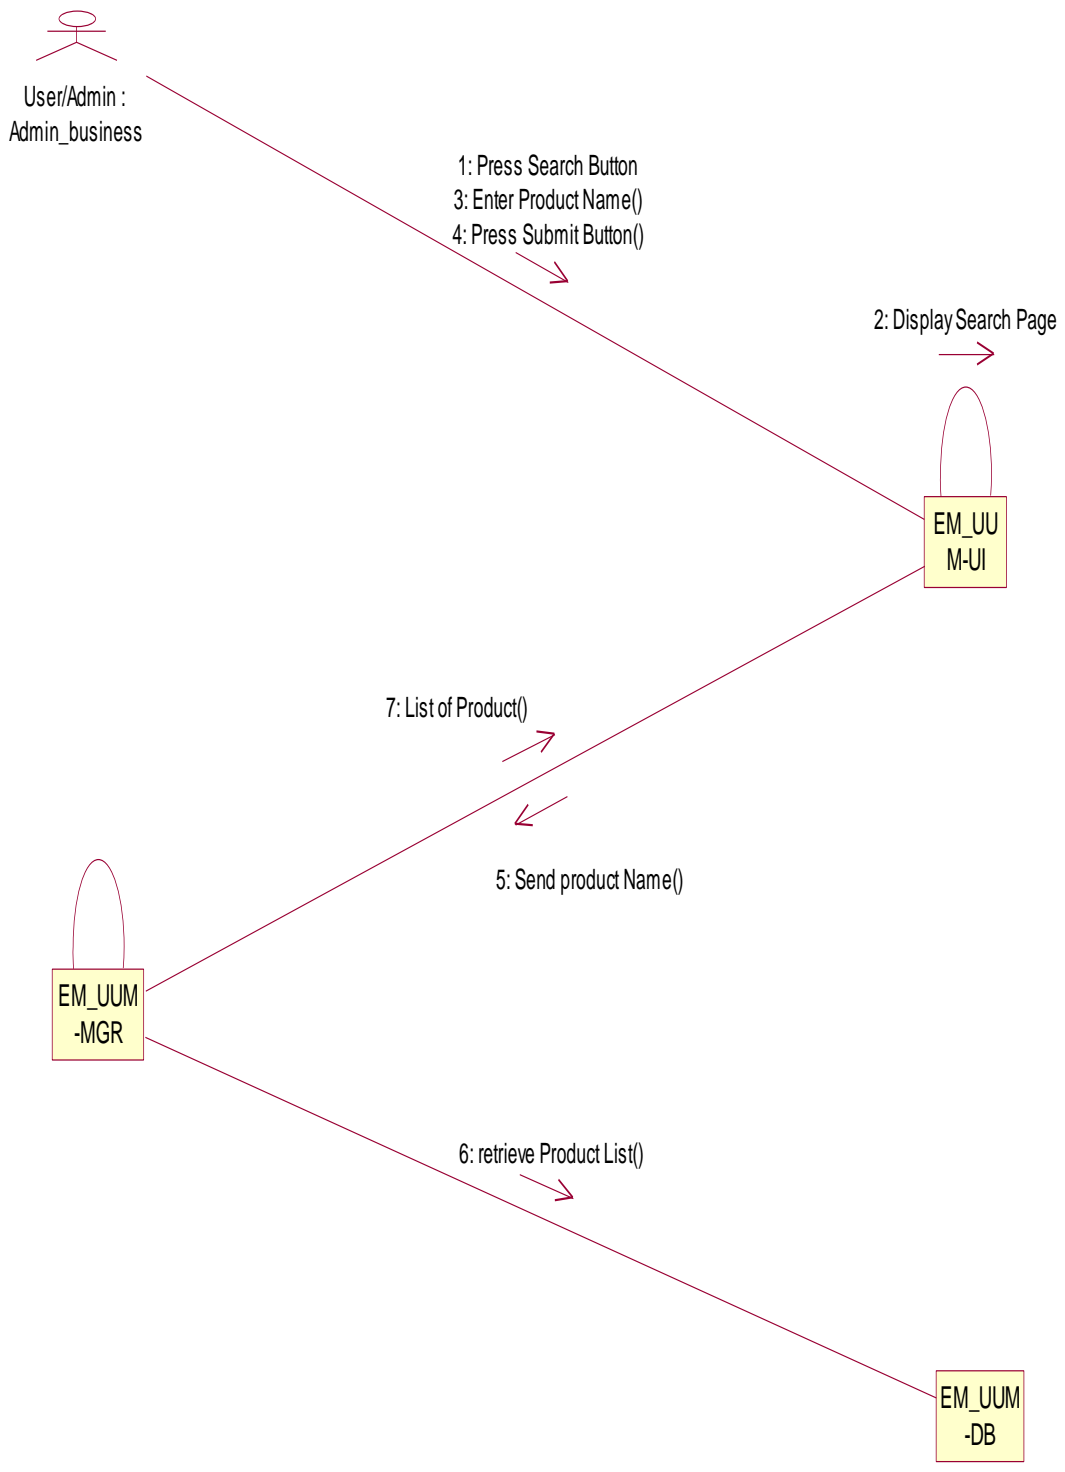 User/Admin :
Admin_business
1: Press Search Button
3: Enter Product Name()
4: Press Submit Button()
2: Display Search Page
EM_UU
M-UI
7: List of Product()
5: Send product Name()
EM_UUM
-MGR
6: retrieve Product List()
EM_UUM
-DB